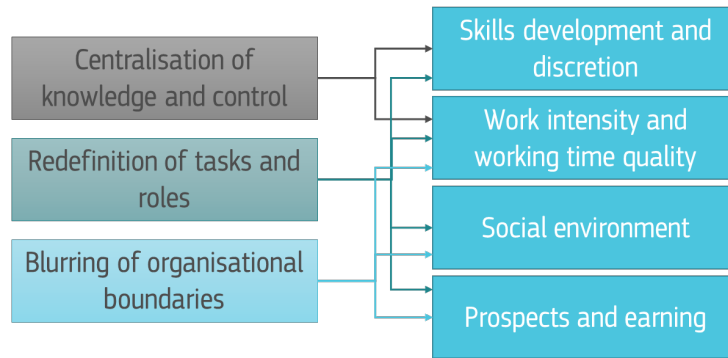 Centralisation of
knowledge and control
Redefinition of tasks and
roles
Blurring of organisational
boundaries
Skills development and
discretion
Work intensity and
working time quality
Social environment
Prospects and earning